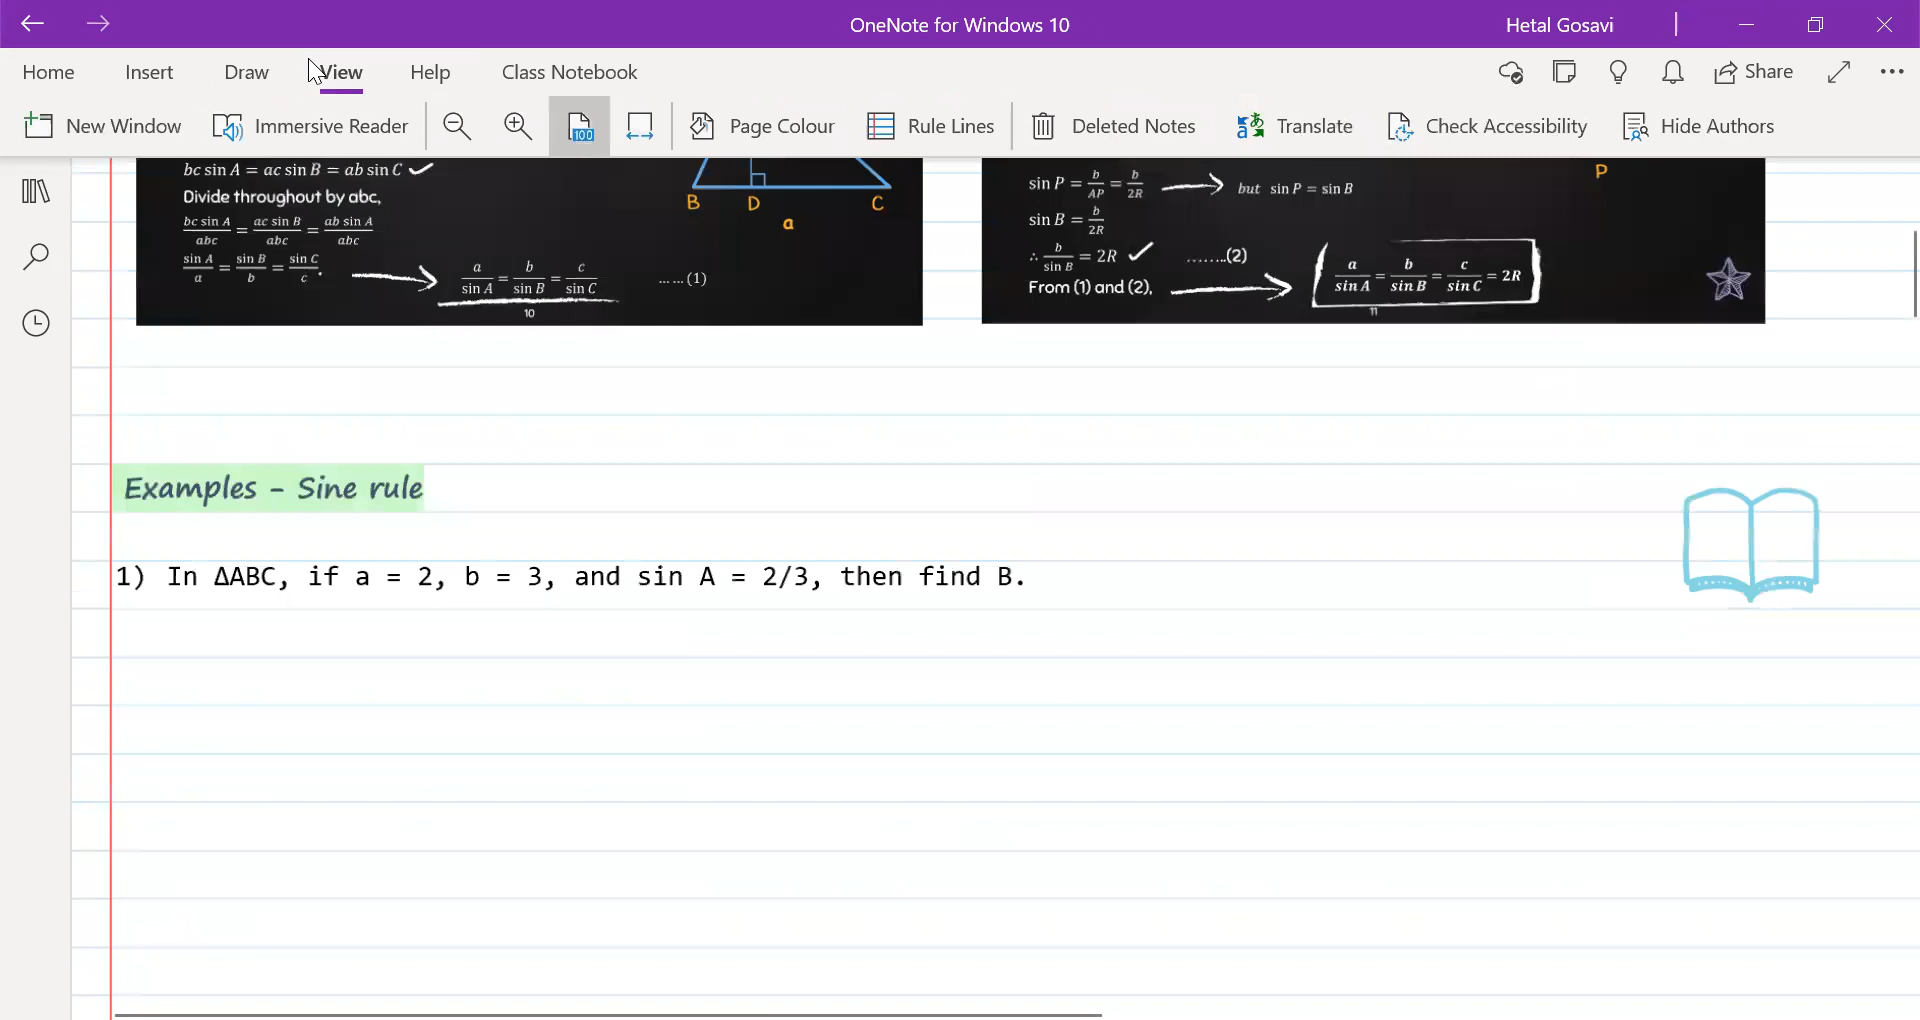 OneNote for Windows 10
Hetal Gosavi
Home Insert Draw View Help Class Notebook
Share
New Window Immersive Reader 100 Page Colour Rule Lines Deleted Notes Translate Check Accessibility Hide Authors
bc sin A = ac sin B = ab sin C
Divide throughout by abc,
bc sin A/abc = ac sin B/abc = ab sin A/abc
sin A/a = sin B/b = sin C/c.
a/sin A = b/sin B = c/sin C ......(1)
10
B D C
a
sin P = b/AP = b/2R but sin P = sin B
P
sin B = b/2R
∴ b/sin B = 2R ........(2)
From (1) and (2),
a/sin A = b/sin B = c/sin C = 2R
11
Examples - Sine rule
1) In ΔABC, if a = 2, b = 3, and sin A = 2/3, then find B.